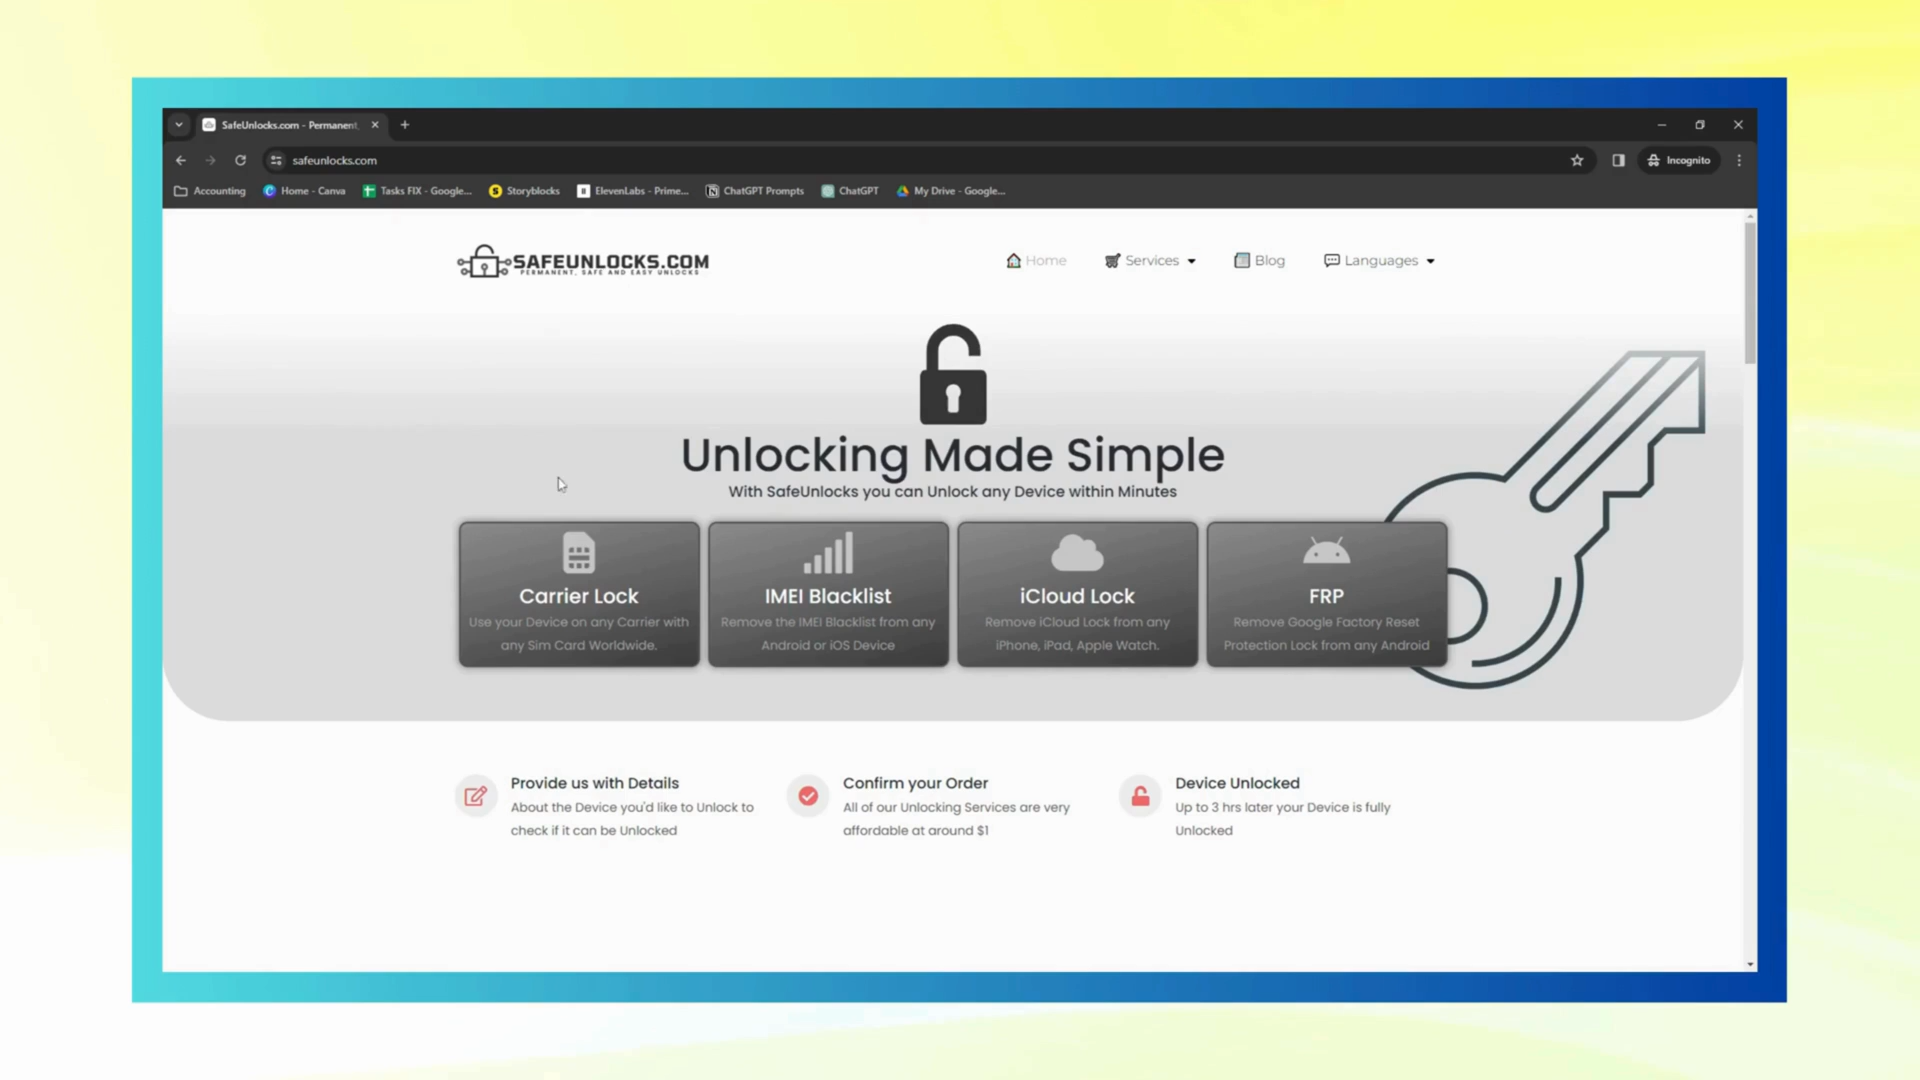 SafeUnlocks.com - Permanent,
safeunlocks.com
Incognito
Accounting
Home - Canva
Tasks FIX - Google...
Storyblocks
ElevenLabs - Prime...
ChatGPT Prompts
ChatGPT
My Drive - Google...
SAFEUNLOCKS.COM
PERMANENT, SAFE AND EASY UNLOCKS
Home
Services
Blog
Languages
Unlocking Made Simple
With SafeUnlocks you can Unlock any Device within Minutes
Carrier Lock
Use your Device on any Carrier with
any Sim Card Worldwide.
IMEI Blacklist
Remove the IMEI Blacklist from any
Android or iOS Device
iCloud Lock
Remove iCloud Lock from any
iPhone, iPad, Apple Watch.
FRP
Remove Google Factory Reset
Protection Lock from any Android
Provide us with Details
About the Device you'd like to Unlock to
check if it can be Unlocked
Confirm your Order
All of our Unlocking Services are very
affordable at around $1
Device Unlocked
Up to 3 hrs later your Device is fully
Unlocked